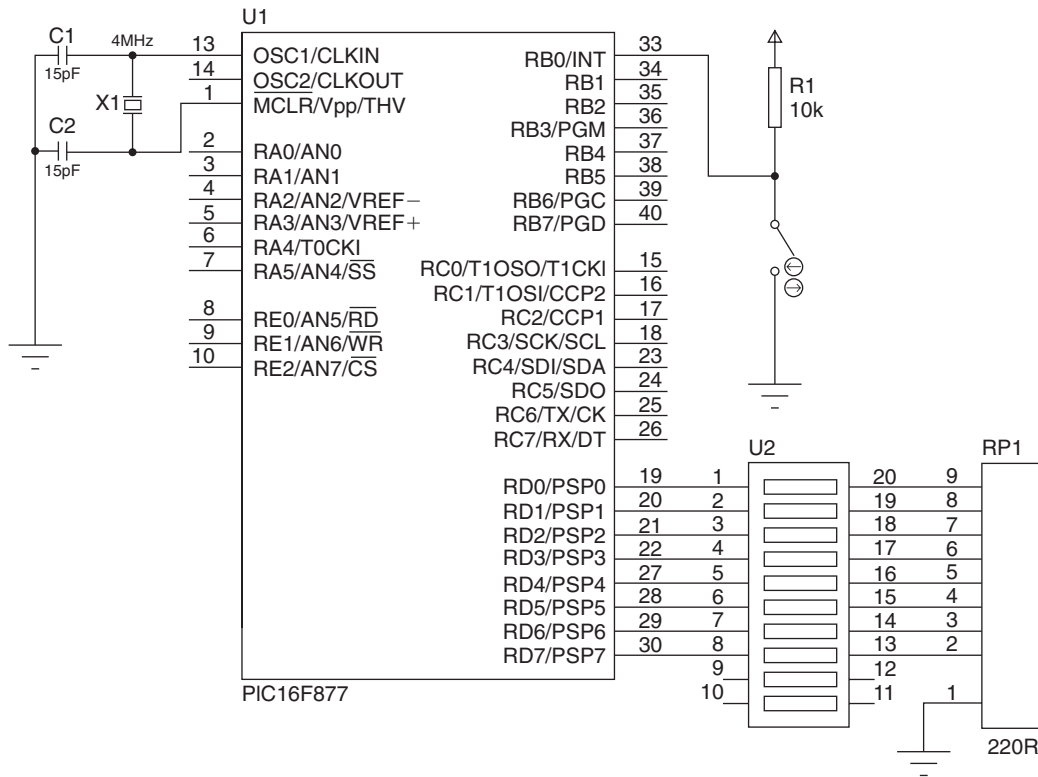 U1
C1
15pF
4MHz
X1
C2
15pF
13 OSC1/CLKIN
14 OSC2/CLKOUT
1 MCLR/Vpp/THV
2 RA0/AN0
3 RA1/AN1
4 RA2/AN2/VREF−
5 RA3/AN3/VREF+
6 RA4/T0CKI
7 RA5/AN4/SS
8 RE0/AN5/RD
9 RE1/AN6/WR
10 RE2/AN7/CS
RB0/INT 33
RB1 34
RB2 35
RB3/PGM 36
RB4 37
RB5 38
RB6/PGC 39
RB7/PGD 40
RC0/T1OSO/T1CKI 15
RC1/T1OSI/CCP2 16
RC2/CCP1 17
RC3/SCK/SCL 18
RC4/SDI/SDA 23
RC5/SDO 24
RC6/TX/CK 25
RC7/RX/DT 26
RD0/PSP0 19
RD1/PSP1 20
RD2/PSP2 21
RD3/PSP3 22
RD4/PSP4 27
RD5/PSP5 28
RD6/PSP6 29
RD7/PSP7 30
PIC16F877
R1
10k
U2
1 20
2 19
3 18
4 17
5 16
6 15
7 14
8 13
9 12
10 11
RP1
9
8
7
6
5
4
3
2
1
220R